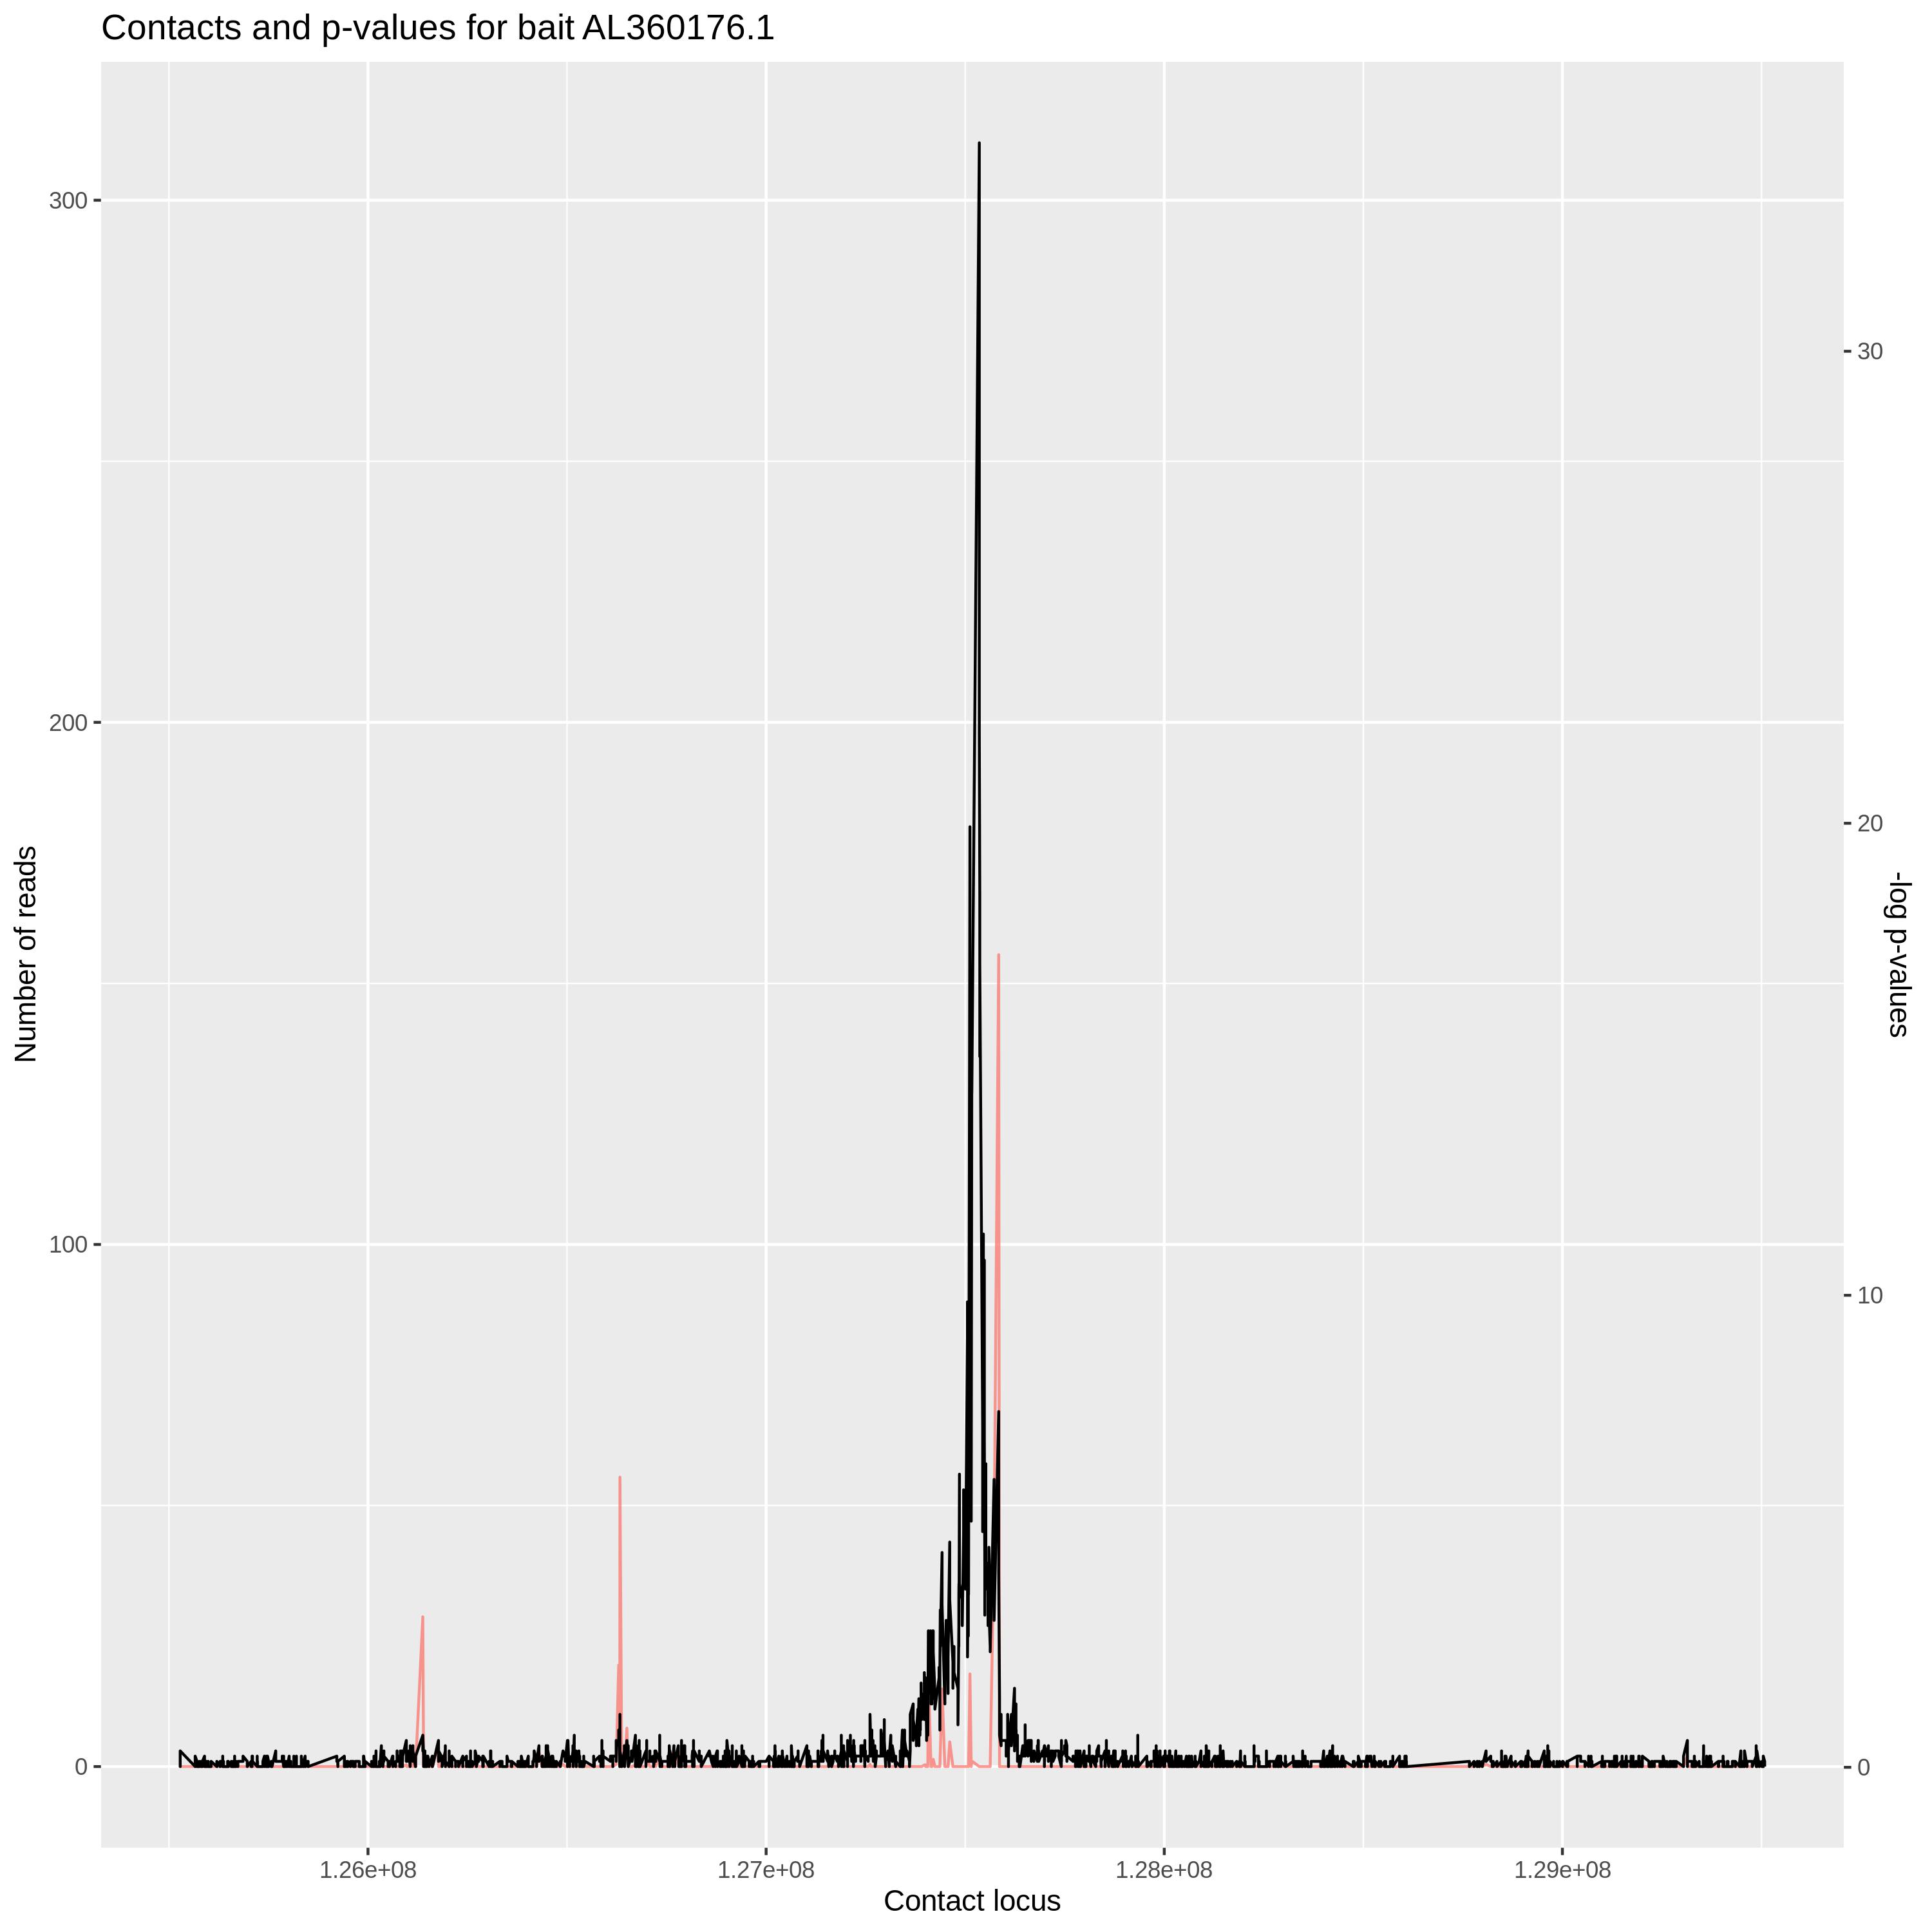 Contacts and p-values for bait AL360176.1
300
200
100
0
Number of reads
30
20
10
0
-log p-values
1.26e+08
1.27e+08
1.28e+08
1.29e+08
Contact locus